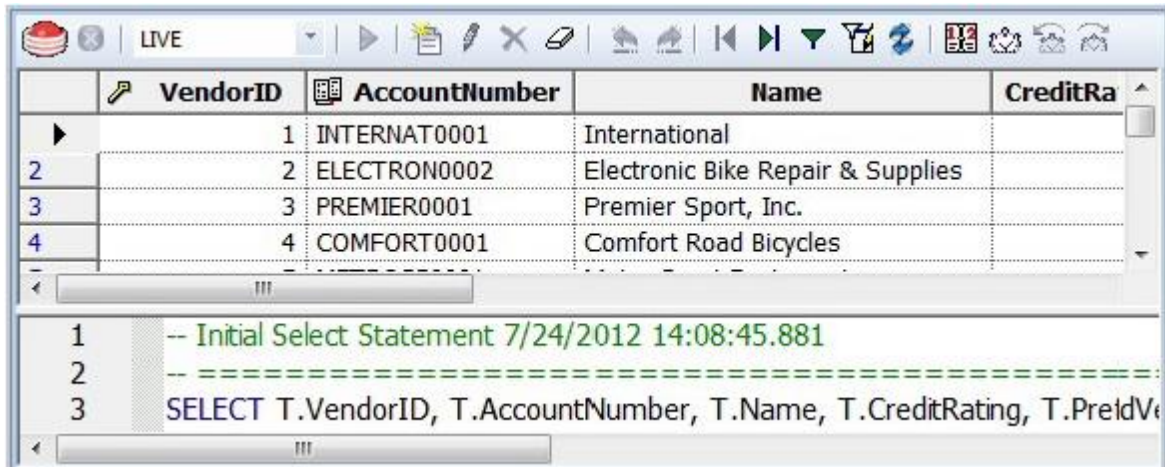 LIVE
VendorID AccountNumber Name CreditRa
1 INTERNAT0001 International
2 2 ELECTRON0002 Electronic Bike Repair & Supplies
3 3 PREMIER0001 Premier Sport, Inc.
4 4 COMFORT0001 Comfort Road Bicycles
1 -- Initial Select Statement 7/24/2012 14:08:45.881
2 -- ==============================================
3 SELECT T.VendorID, T.AccountNumber, T.Name, T.CreditRating,